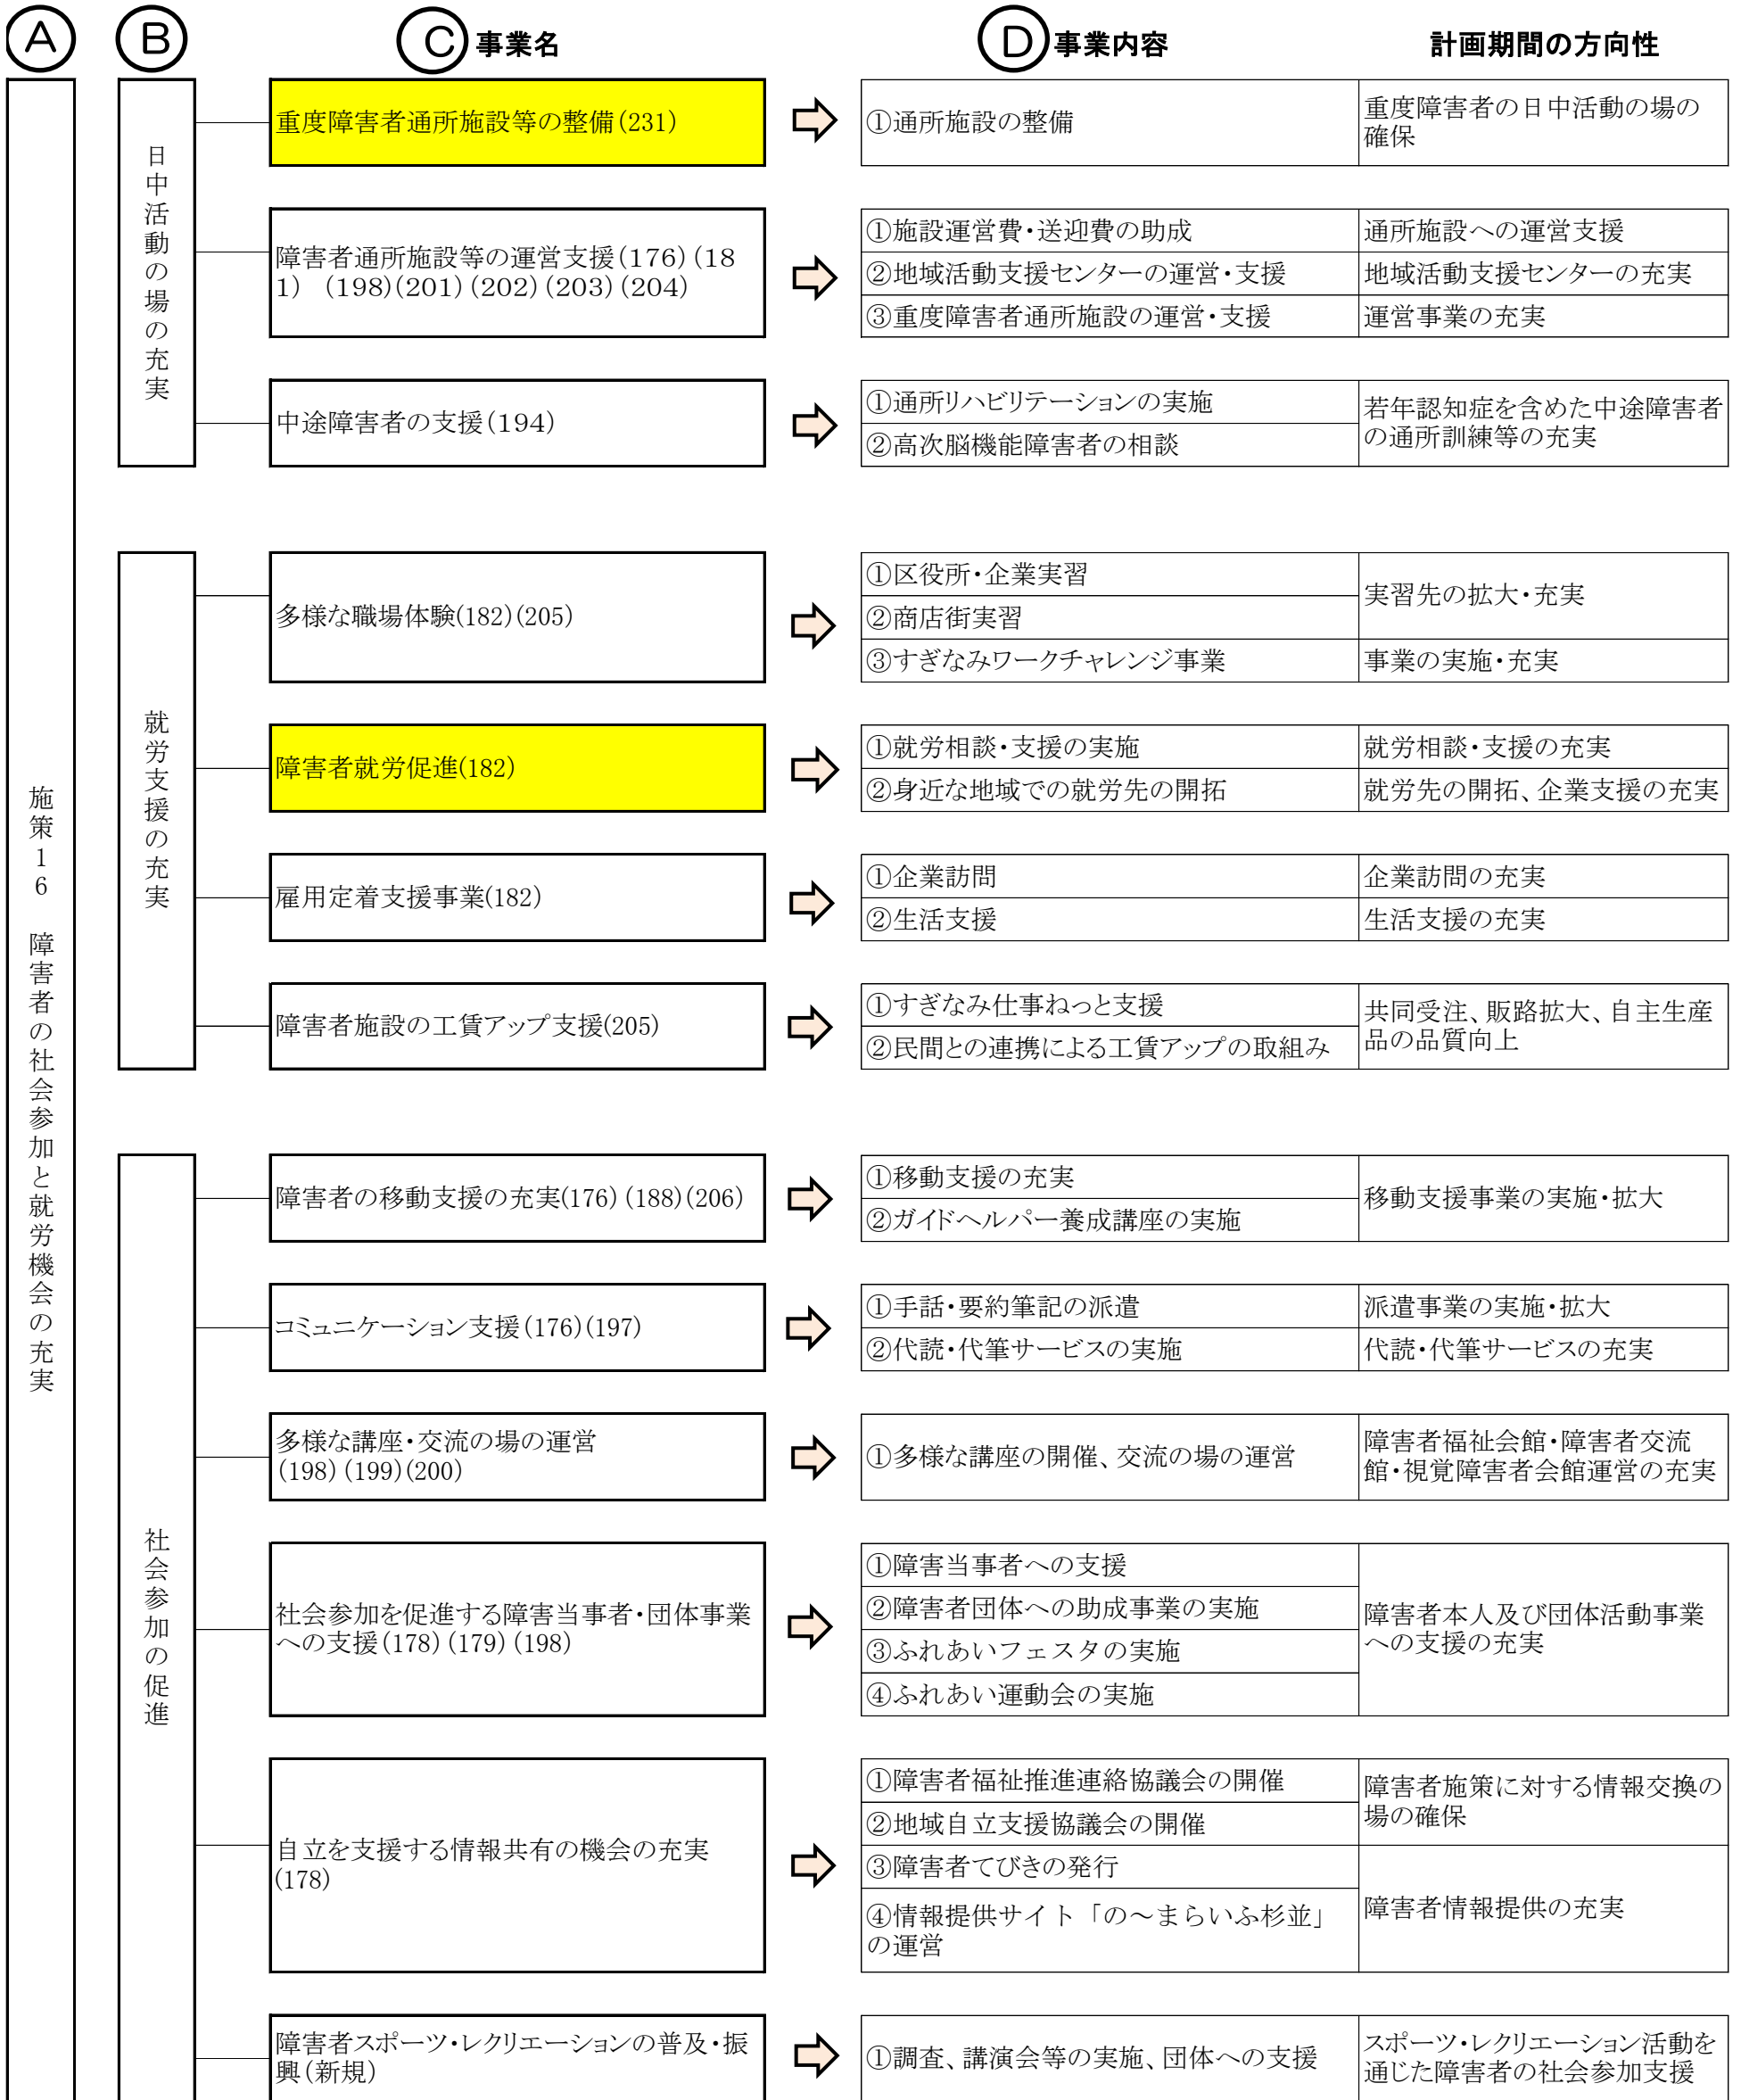 A
B
C 事業名
D 事業内容
計画期間の方向性
施策16 障害者の社会参加と就労機会の充実
日中活動の場の充実
重度障害者通所施設等の整備(231)
①通所施設の整備
重度障害者の日中活動の場の
確保
障害者通所施設等の運営支援(176)(18
1) (198)(201)(202)(203)(204)
①施設運営費・送迎費の助成
通所施設への運営支援
②地域活動支援センターの運営・支援
地域活動支援センターの充実
③重度障害者通所施設の運営・支援
運営事業の充実
中途障害者の支援(194)
①通所リハビリテーションの実施
②高次脳機能障害者の相談
若年認知症を含めた中途障害者
の通所訓練等の充実
就労支援の充実
多様な職場体験(182)(205)
①区役所・企業実習
②商店街実習
実習先の拡大・充実
③すぎなみワークチャレンジ事業
事業の実施・充実
障害者就労促進(182)
①就労相談・支援の実施
就労相談・支援の充実
②身近な地域での就労先の開拓
就労先の開拓、企業支援の充実
雇用定着支援事業(182)
①企業訪問
企業訪問の充実
②生活支援
生活支援の充実
障害者施設の工賃アップ支援(205)
①すぎなみ仕事ねっと支援
②民間との連携による工賃アップの取組み
共同受注、販路拡大、自主生産
品の品質向上
社会参加の促進
障害者の移動支援の充実(176)(188)(206)
①移動支援の充実
②ガイドヘルパー養成講座の実施
移動支援事業の実施・拡大
コミュニケーション支援(176)(197)
①手話・要約筆記の派遣
派遣事業の実施・拡大
②代読・代筆サービスの実施
代読・代筆サービスの充実
多様な講座・交流の場の運営
(198)(199)(200)
①多様な講座の開催、交流の場の運営
障害者福祉会館・障害者交流
館・視覚障害者会館運営の充実
社会参加を促進する障害当事者・団体事業
への支援(178)(179)(198)
①障害当事者への支援
②障害者団体への助成事業の実施
③ふれあいフェスタの実施
④ふれあい運動会の実施
障害者本人及び団体活動事業
への支援の充実
自立を支援する情報共有の機会の充実
(178)
①障害者福祉推進連絡協議会の開催
②地域自立支援協議会の開催
障害者施策に対する情報交換の
場の確保
③障害者てびきの発行
④情報提供サイト「の~まらいふ杉並」
の運営
障害者情報提供の充実
障害者スポーツ・レクリエーションの普及・振
興(新規)
①調査、講演会等の実施、団体への支援
スポーツ・レクリエーション活動を
通じた障害者の社会参加支援